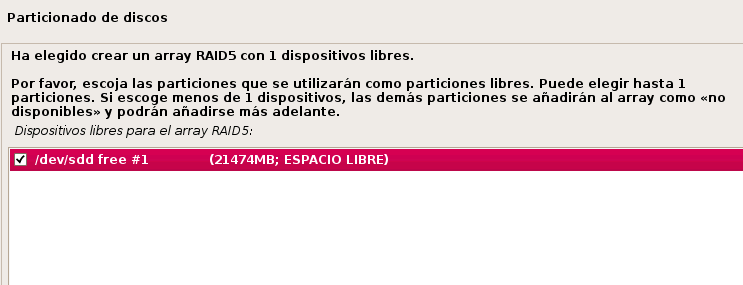 Particionado de discos
Ha elegido crear un array RAID5 con 1 dispositivos libres.
Por favor, escoja las particiones que se utilizarán como particiones libres. Puede elegir hasta 1
particiones. Si escoge menos de 1 dispositivos, las demás particiones se añadirán al array como «no
disponibles» y podrán añadirse más adelante.
Dispositivos libres para el array RAID5:
/dev/sdd free #1 (21474MB; ESPACIO LIBRE)